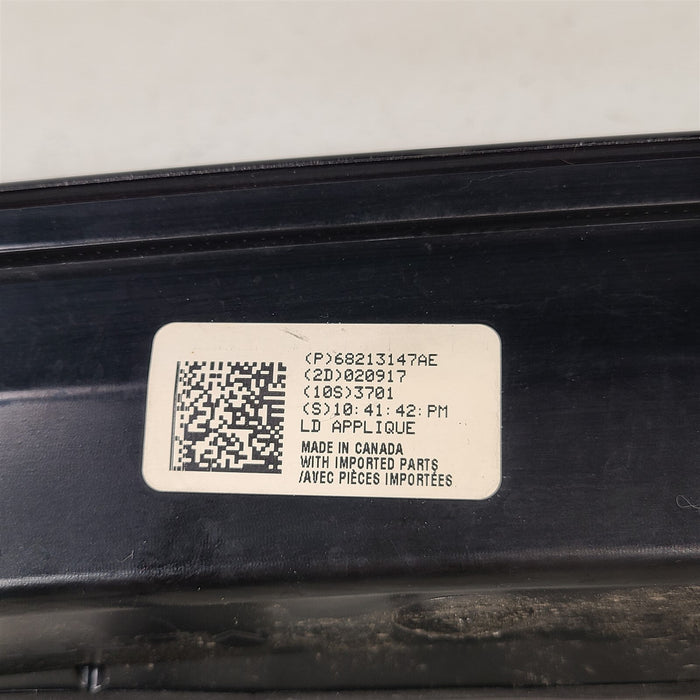 (P)68213147AE
(2D)020917
(10S)3701
(S)10:41:42:PM
LD APPLIQUE
MADE IN CANADA
WITH IMPORTED PARTS
/AVEC PIÈCES IMPORTÉES